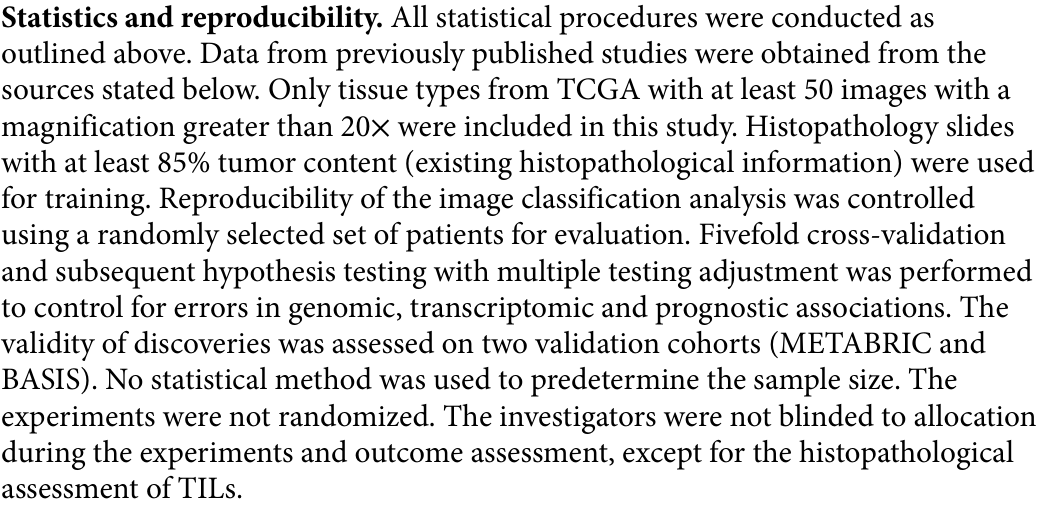 Statistics and reproducibility. All statistical procedures were conducted as
outlined above. Data from previously published studies were obtained from the
sources stated below. Only tissue types from TCGA with at least 50 images with a
magnification greater than 20× were included in this study. Histopathology slides
with at least 85% tumor content (existing histopathological information) were used
for training. Reproducibility of the image classification analysis was controlled
using a randomly selected set of patients for evaluation. Fivefold cross-validation
and subsequent hypothesis testing with multiple testing adjustment was performed
to control for errors in genomic, transcriptomic and prognostic associations. The
validity of discoveries was assessed on two validation cohorts (METABRIC and
BASIS). No statistical method was used to predetermine the sample size. The
experiments were not randomized. The investigators were not blinded to allocation
during the experiments and outcome assessment, except for the histopathological
assessment of TILs.